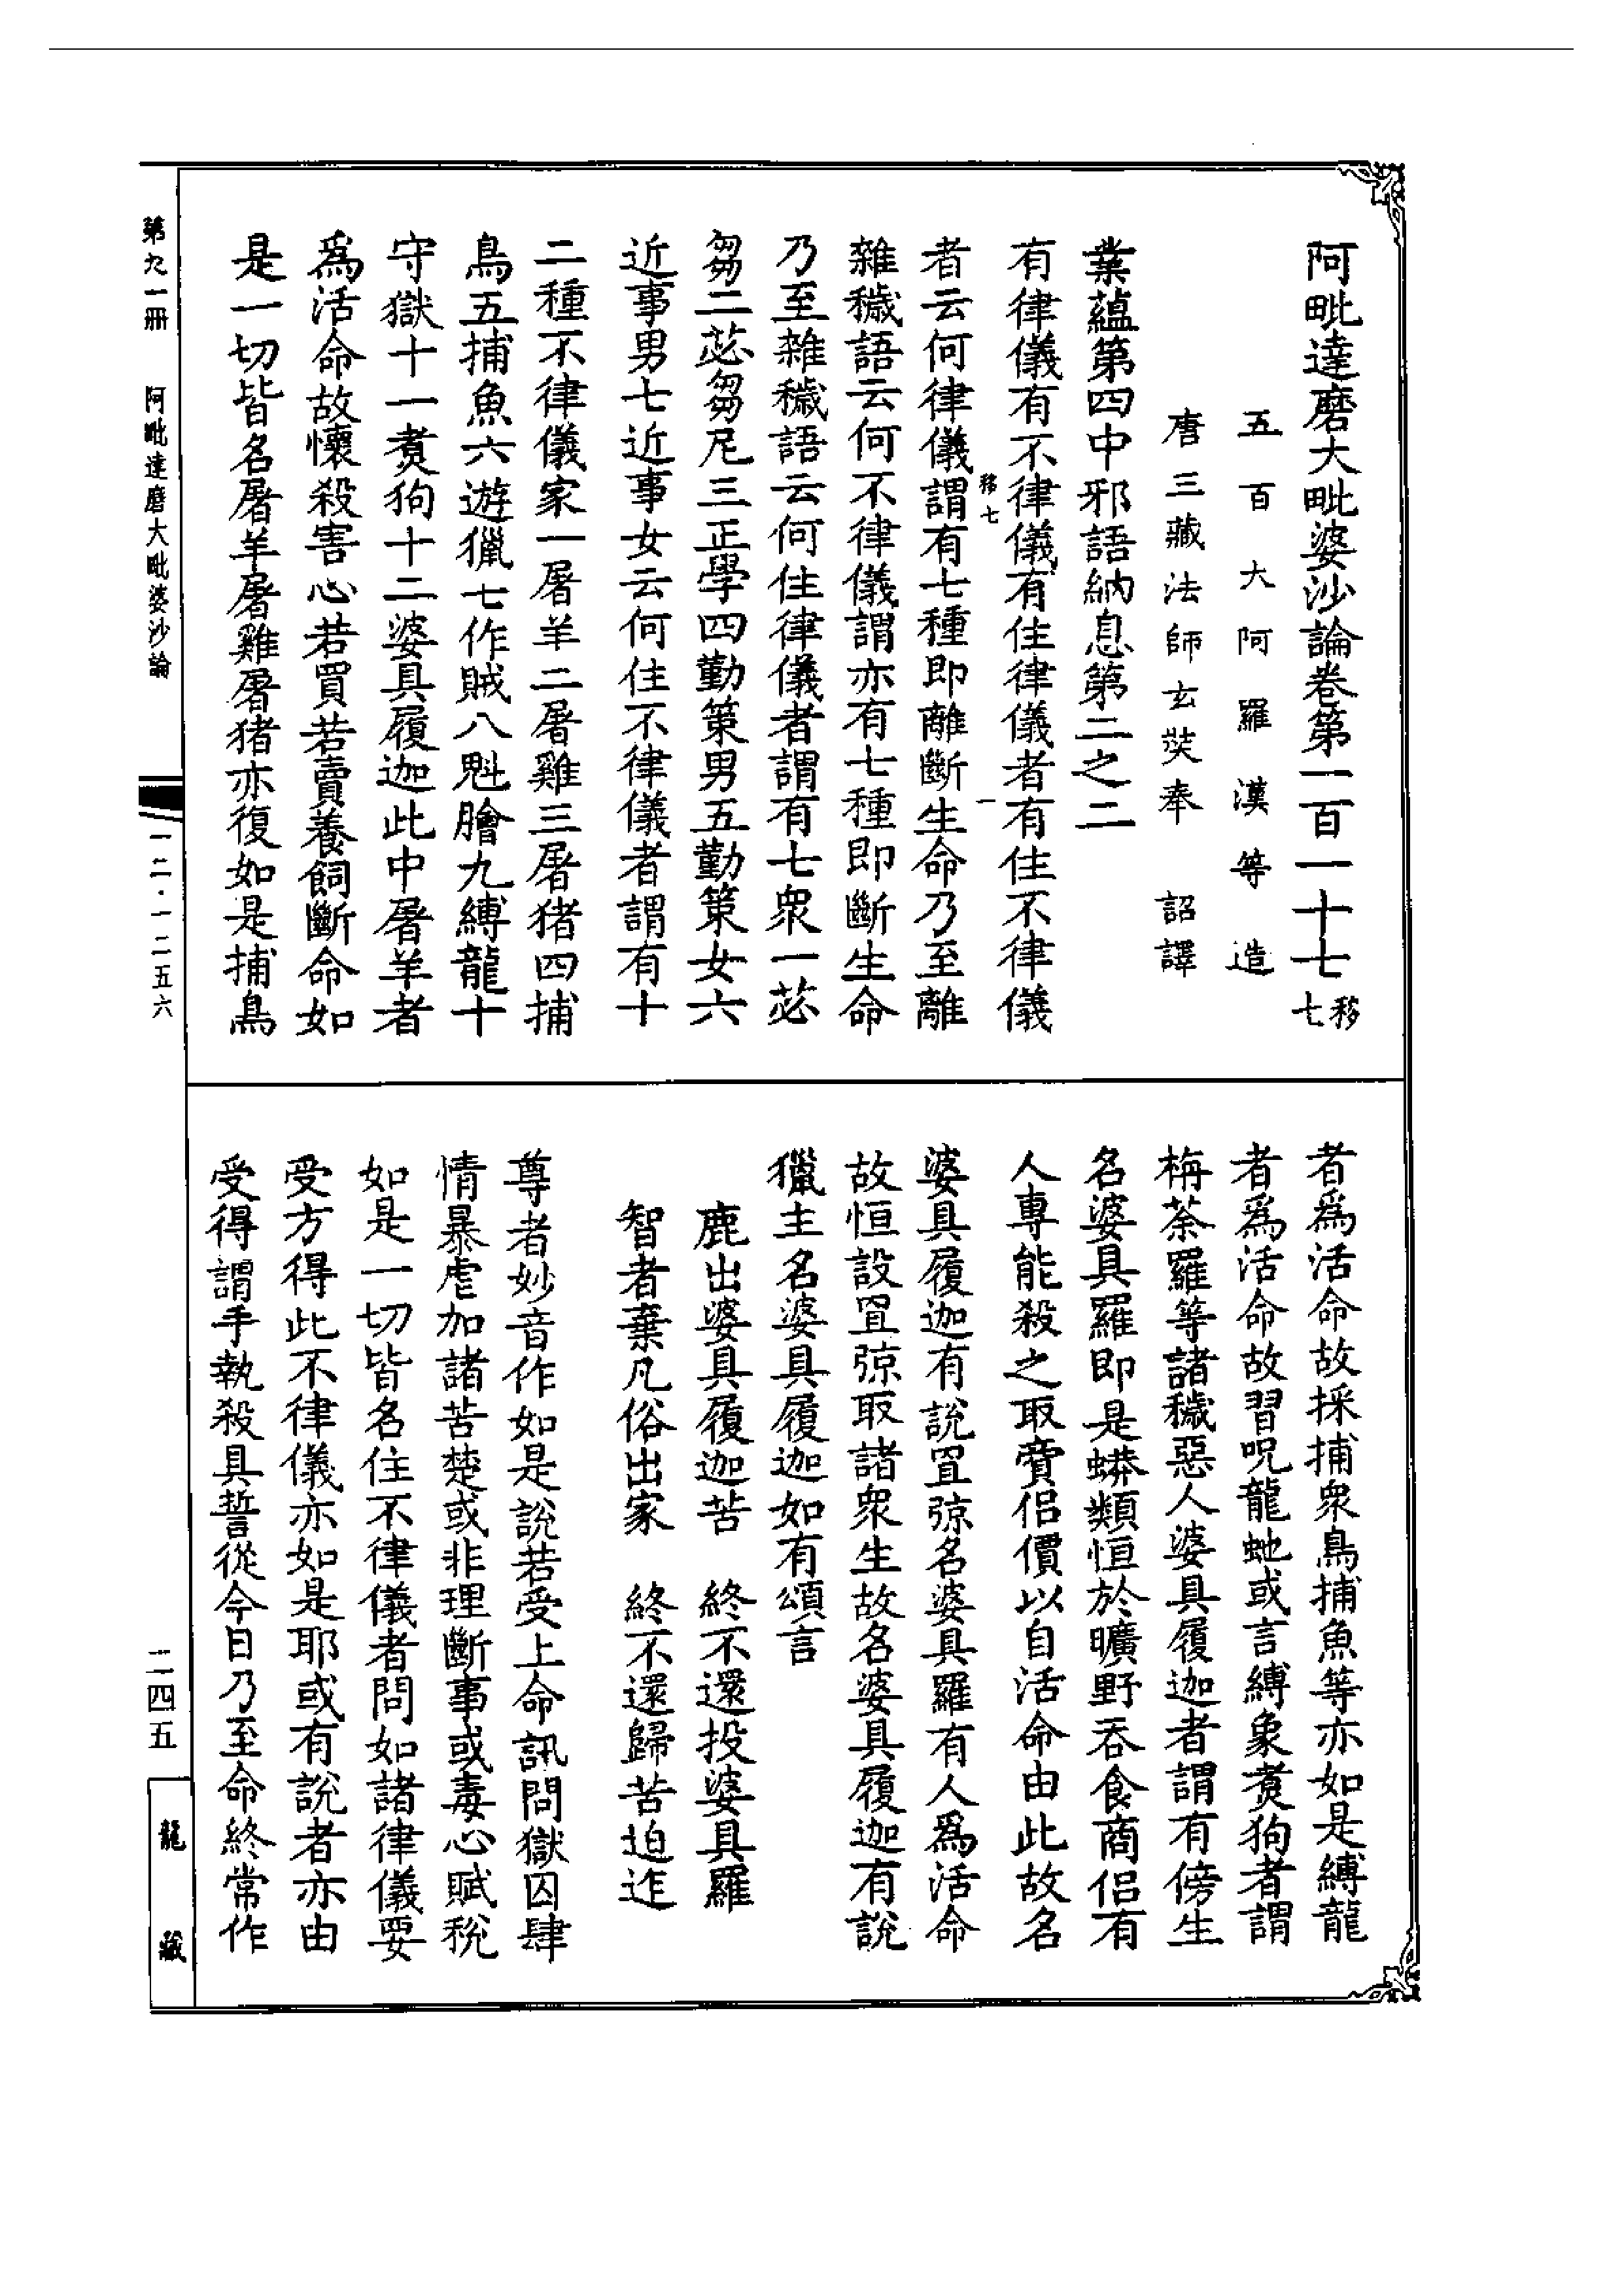 阿毗達磨大毗婆沙論卷第一百一十七 移七
五百大阿羅漢等造
唐三藏法師玄奘奉 詔譯
業蘊第四中邪語納息第二之二
有律儀有不律儀有住律儀者有住不律儀
移七 一
者云何律儀謂有七種即離斷生命乃至離
雜穢語云何不律儀謂亦有七種即斷生命
乃至雜穢語云何住律儀者謂有七衆一苾
芻二苾芻尼三正學四勤策男五勤策女六
近事男七近事女云何住不律儀者謂有十
二種不律儀家一屠羊二屠雞三屠猪四捕
鳥五捕魚六遊獵七作賊八魁膾九縛龍十
守獄十一煑狗十二婆具履迦此中屠羊者
爲活命故懷殺害心若買若賣養飼斷命如
是一切皆名屠羊屠雞屠猪亦復如是捕鳥
者爲活命故採捕衆鳥捕魚等亦如是縛龍
者爲活命故習呪龍虵或言縛象煑狗者謂
栴荼羅等諸穢惡人婆具履迦者謂有傍生
名婆具羅即是蟒類恒於曠野吞食商侣有
人專能殺之取賷侣價以自活命由此故名
婆具履迦有說罝弶名婆具羅有人爲活命
故恒設罝弶取諸衆生故名婆具履迦有說
獵主名婆具履迦如有頌言
鹿出婆具履迦苦 終不還投婆具羅
智者棄凡俗出家 終不還歸苦迫迮
尊者妙音作如是說若受上命訊問獄囚肆
情暴虐加諸苦楚或非理斷事或毒心賦稅
如是一切皆名住不律儀者問如諸律儀要
受方得此不律儀亦如是耶或有說者亦由
受得謂手執殺具誓從今日乃至命終常作
第九一冊 阿毗達磨大毗婆沙論
一二·一二五六
二四五
龍藏